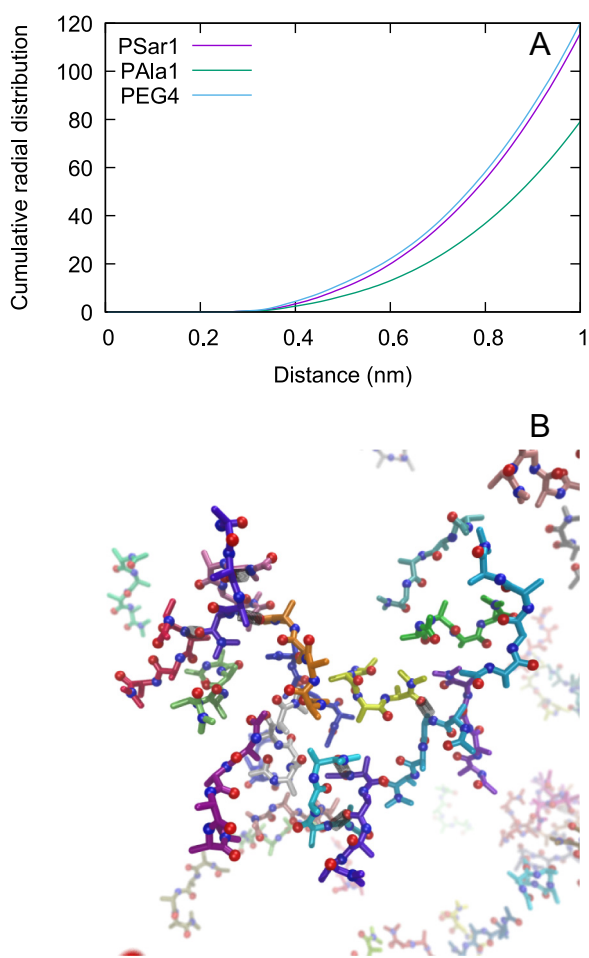 120
100
80
60
40
20
0
Cumulative radial distribution
PSar1
PAla1
PEG4
A
0 0.2 0.4 0.6 0.8 1
Distance (nm)
B